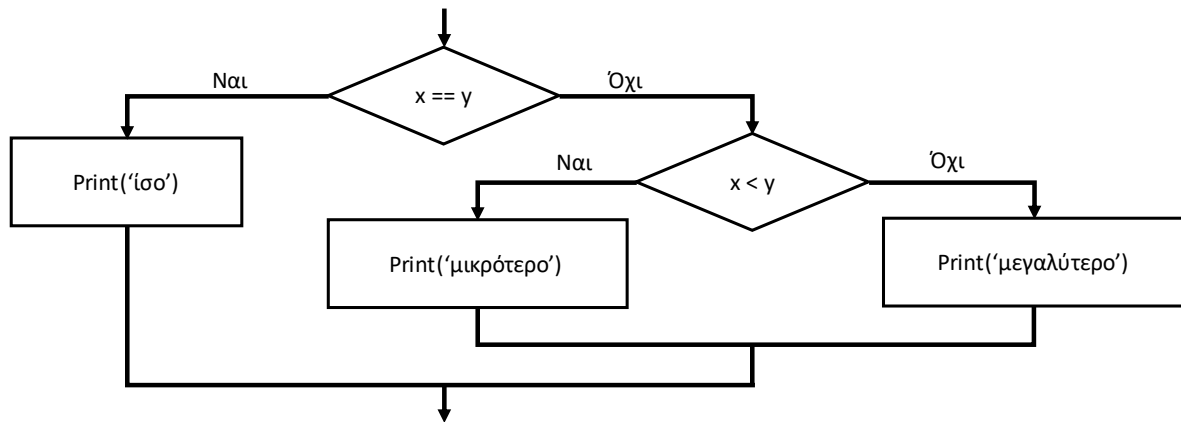 Ναι
x == y
Όχι
Print(‘ίσο’)
Ναι
x < y
Όχι
Print(‘μικρότερο’)
Print(‘μεγαλύτερο’)